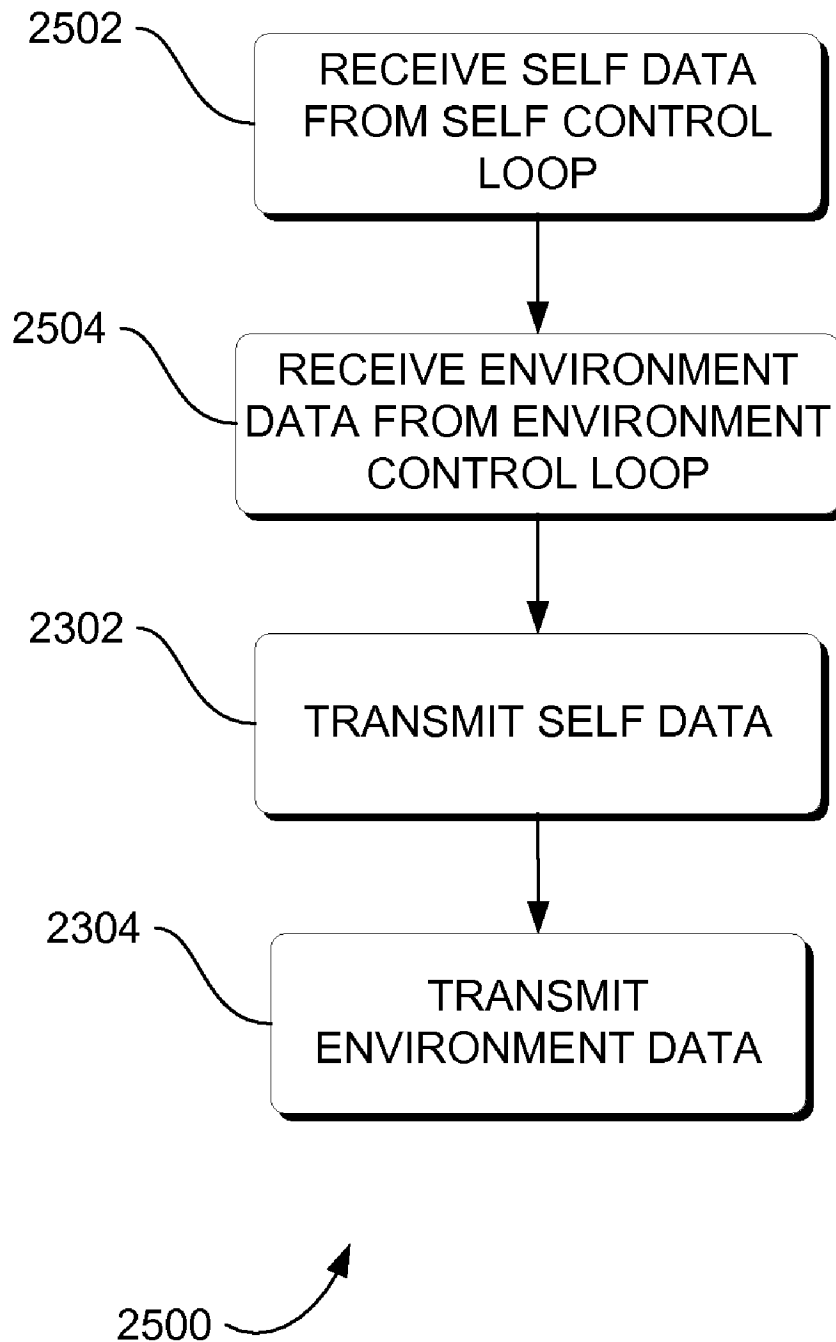 2502
RECEIVE SELF DATA
FROM SELF CONTROL
LOOP
2504
RECEIVE ENVIRONMENT
DATA FROM ENVIRONMENT
CONTROL LOOP
2302
TRANSMIT SELF DATA
2304
TRANSMIT
ENVIRONMENT DATA
2500